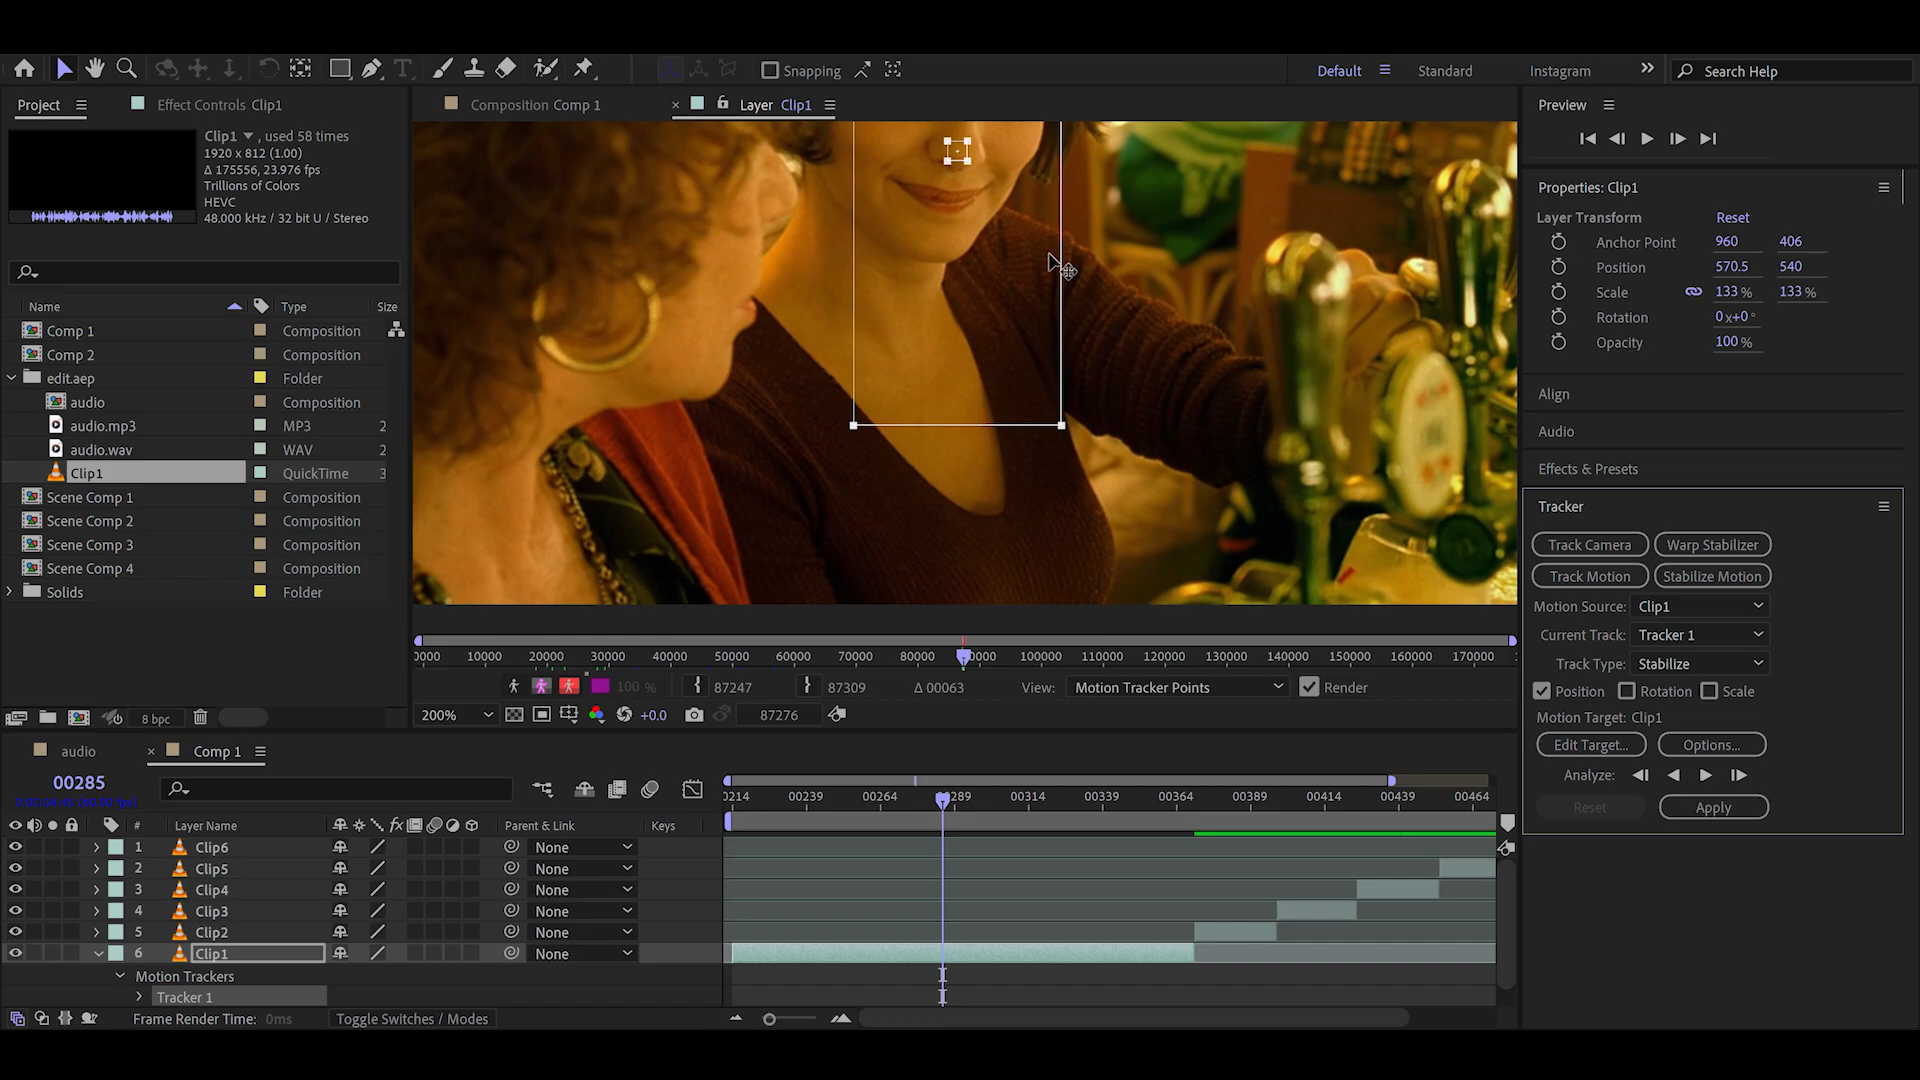 Snapping
Default
Standard
Instagram
Search Help
Project
Effect Controls Clip1
Composition Comp 1
Layer Clip1
Preview
Clip1 , used 58 times
1920 x 812 (1.00)
Δ 175556, 23.976 fps
Trillions of Colors
HEVC
48.000 kHz / 32 bit U / Stereo
Name Type Size
Comp 1 Composition
Comp 2 Composition
edit.aep Folder
audio Composition
audio.mp3 MP3 2
audio.wav WAV 2
Clip1 QuickTime 3
Scene Comp 1 Composition
Scene Comp 2 Composition
Scene Comp 3 Composition
Scene Comp 4 Composition
Solids Folder
8 bpc
0000 10000 20000 30000 40000 50000 60000 70000 80000 0000 100000 110000 120000 130000 140000 150000 160000 170000
100 % 87247 87309 Δ 00063 View: Motion Tracker Points Render
200% +0.0 87276
Properties: Clip1
Layer Transform Reset
Anchor Point 960 406
Position 570.5 540
Scale 133 % 133 %
Rotation 0 x+0 °
Opacity 100 %
Align
Audio
Effects & Presets
Tracker
Track Camera Warp Stabilizer
Track Motion Stabilize Motion
Motion Source: Clip1
Current Track: Tracker 1
Track Type: Stabilize
Position Rotation Scale
Motion Target: Clip1
Edit Target... Options...
Analyze:
Reset Apply
audio Comp 1
00285
0214 00239 00264 00289 00314 00339 00364 00389 00414 00439 00464
# Layer Name fx Parent & Link Keys
1 Clip6 None
2 Clip5 None
3 Clip4 None
4 Clip3 None
5 Clip2 None
6 Clip1 None
Motion Trackers
Tracker 1
Frame Render Time: 0ms Toggle Switches / Modes